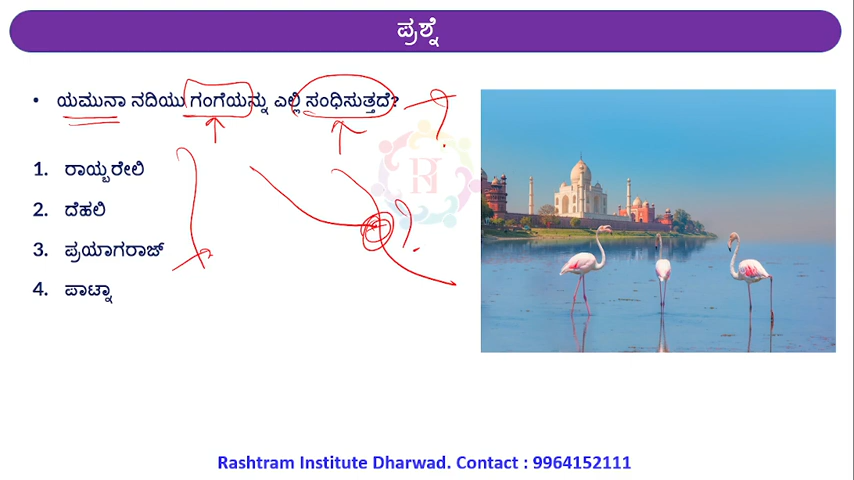 ಪ್ರಶ್ನೆ
• ಯಮುನಾ ನದಿಯು ಗಂಗೆಯನ್ನು ಎಲ್ಲಿ ಸಂಧಿಸುತ್ತದೆ?
1. ರಾಯ್ಬರೇಲಿ
2. ದೆಹಲಿ
3. ಪ್ರಯಾಗರಾಜ್
4. ಪಾಟ್ನಾ
Rashtram Institute Dharwad. Contact : 9964152111